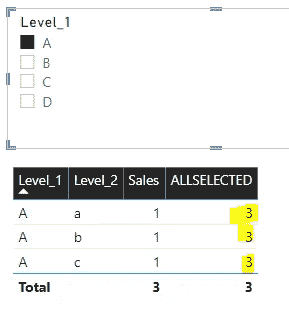 Level_1
A
B
C
D
Level_1 Level_2 Sales ALLSELECTED
A a 1 3
A b 1 3
A c 1 3
Total 3 3